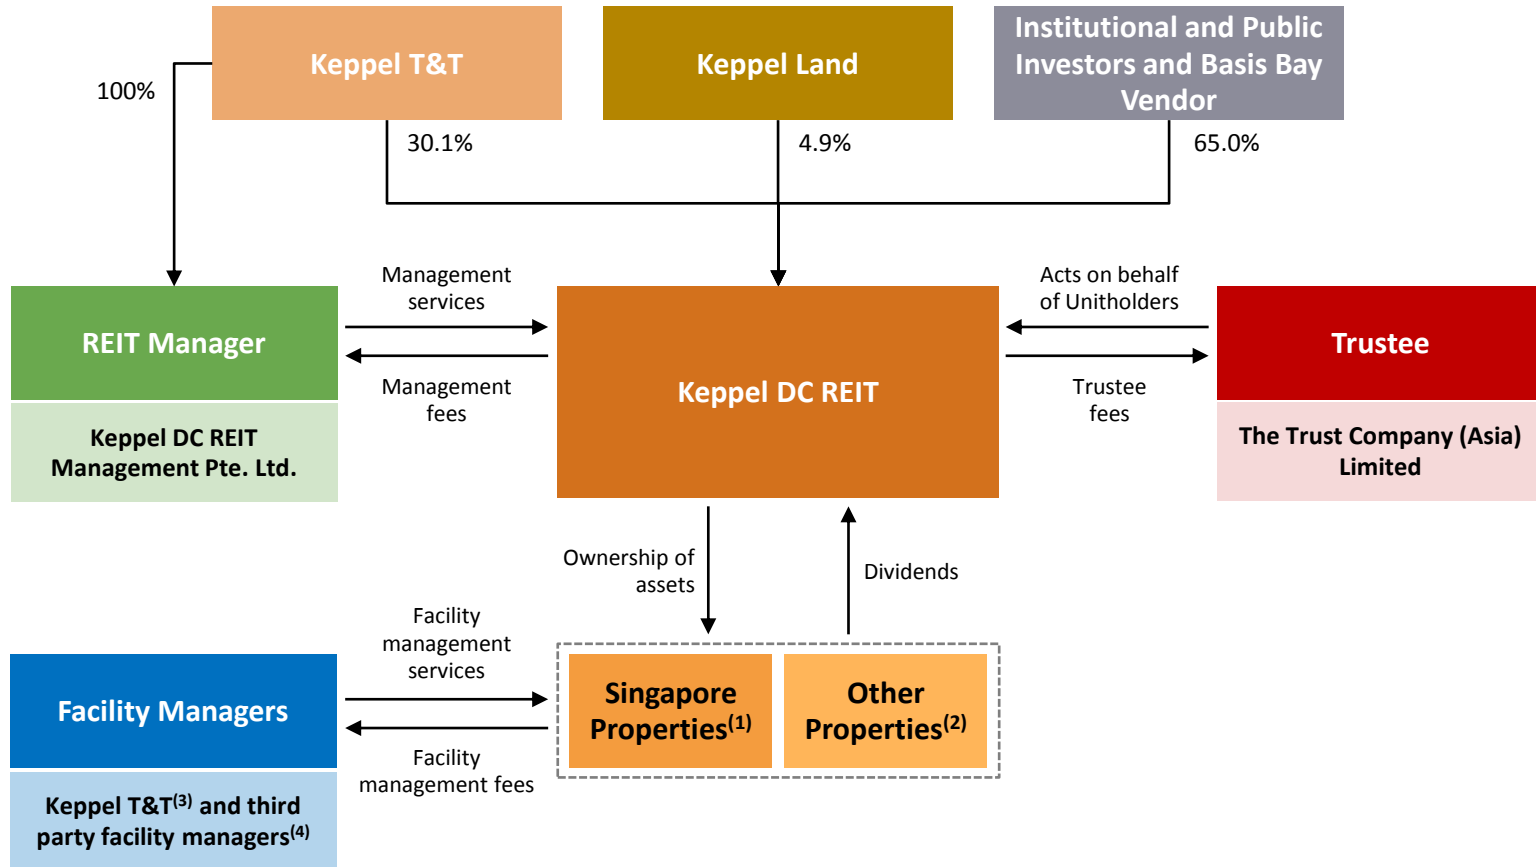 Keppel T&T
Keppel Land
Institutional and Public
Investors and Basis Bay
Vendor
100%
30.1%
4.9%
65.0%
Management
services
Acts on behalf
of Unitholders
REIT Manager
Keppel DC REIT
Trustee
Management
fees
Trustee
fees
Keppel DC REIT
Management Pte. Ltd.
The Trust Company (Asia)
Limited
Ownership of
assets
Dividends
Facility
management
services
Facility Managers
Singapore
Properties(1)
Other
Properties(2)
Facility
management fees
Keppel T&T(3) and third
party facility managers(4)